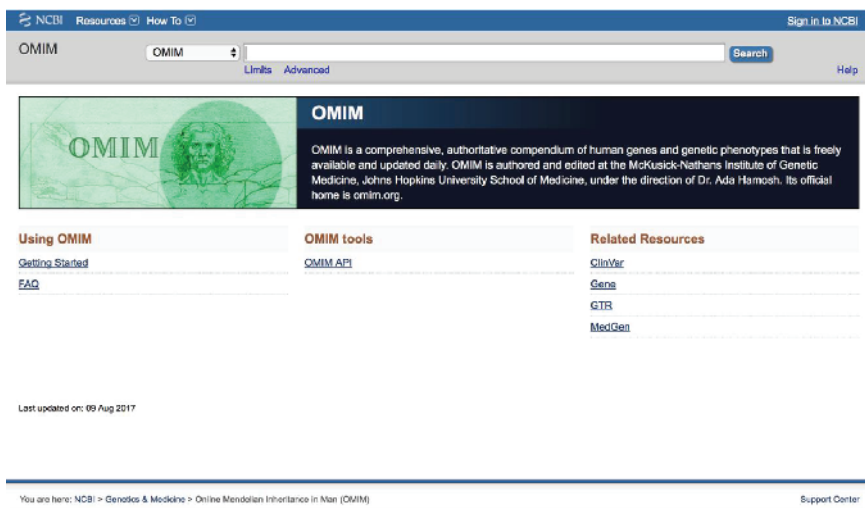 NCBI Resources How To Sign in to NCBI
OMIM OMIM Search
Limits Advanced Help
OMIM
OMIM
OMIM is a comprehensive, authoritative compendium of human genes and genetic phenotypes that is freely
available and updated daily. OMIM is authored and edited at the McKusick-Nathans Institute of Genetic
Medicine, Johns Hopkins University School of Medicine, under the direction of Dr. Ada Hamosh. Its official
home is omim.org.
Using OMIM
Getting Started
FAQ
OMIM tools
OMIM API
Related Resources
ClinVar
Gene
GTR
MedGen
Last updated on: 09 Aug 2017
You are here: NCBI > Genetics & Medicine > Online Mendelian Inheritance in Man (OMIM) Support Center